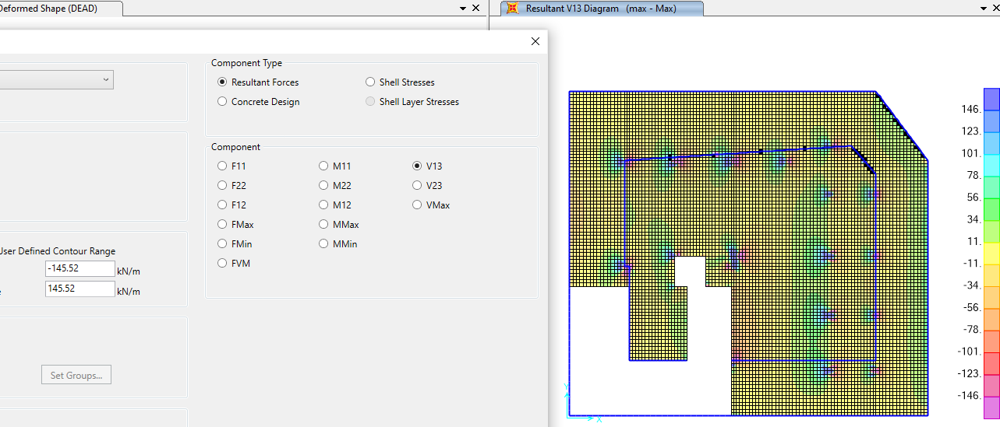 Deformed Shape (DEAD)
Resultant V13 Diagram (max - Max)
Component Type
Resultant Forces
Shell Stresses
Concrete Design
Shell Layer Stresses
Component
F11
M11
V13
F22
M22
V23
F12
M12
VMax
FMax
MMax
FMin
MMin
FVM
User Defined Contour Range
-145.52 kN/m
145.52 kN/m
Set Groups...
146.
123.
101.
78.
56.
34.
11.
-11.
-34.
-56.
-78.
-101.
-123.
-146.
Y
X